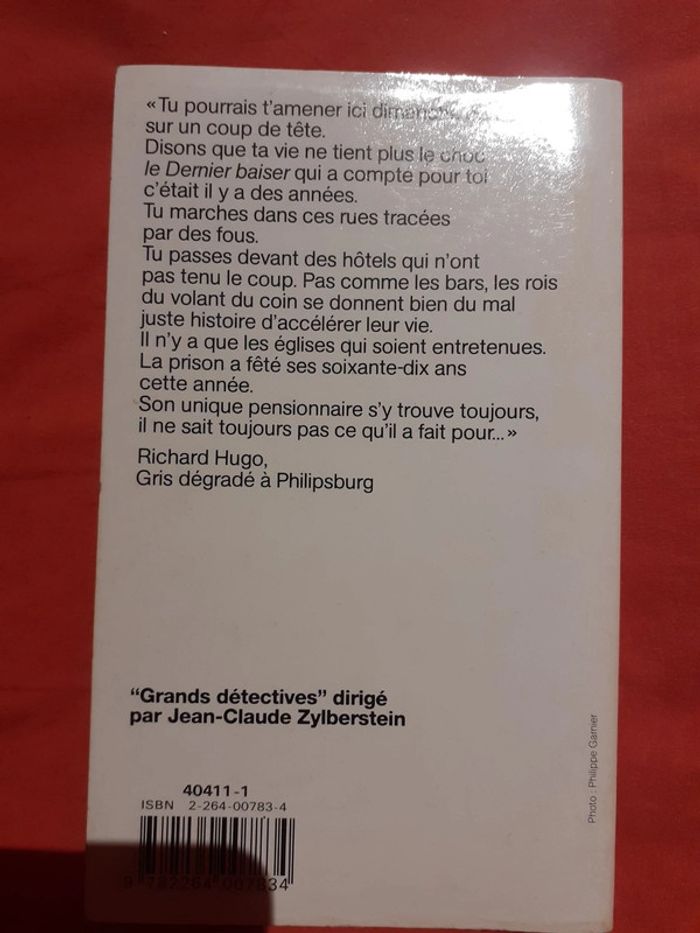 «Tu pourrais t'amener ici
sur un coup de tête.
Disons que ta vie ne tient plus le choc
le Dernier baiser qui a compté pour toi
c'était il y a des années.
Tu marches dans ces rues tracées
par des fous.
Tu passes devant des hôtels qui n'ont
pas tenu le coup. Pas comme les bars, les rois
du volant du coin se donnent bien du mal
juste histoire d'accélérer leur vie.
Il n'y a que les églises qui soient entretenues.
La prison a fêté ses soixante-dix ans
cette année.
Son unique pensionnaire s'y trouve toujours,
il ne sait toujours pas ce qu'il a fait pour...»
Richard Hugo,
Gris dégradé à Philipsburg
“Grands détectives” dirigé
par Jean-Claude Zylberstein
Photo : Philippe Garnier
40411-1
ISBN 2-264-00783-4
9 782264 007834